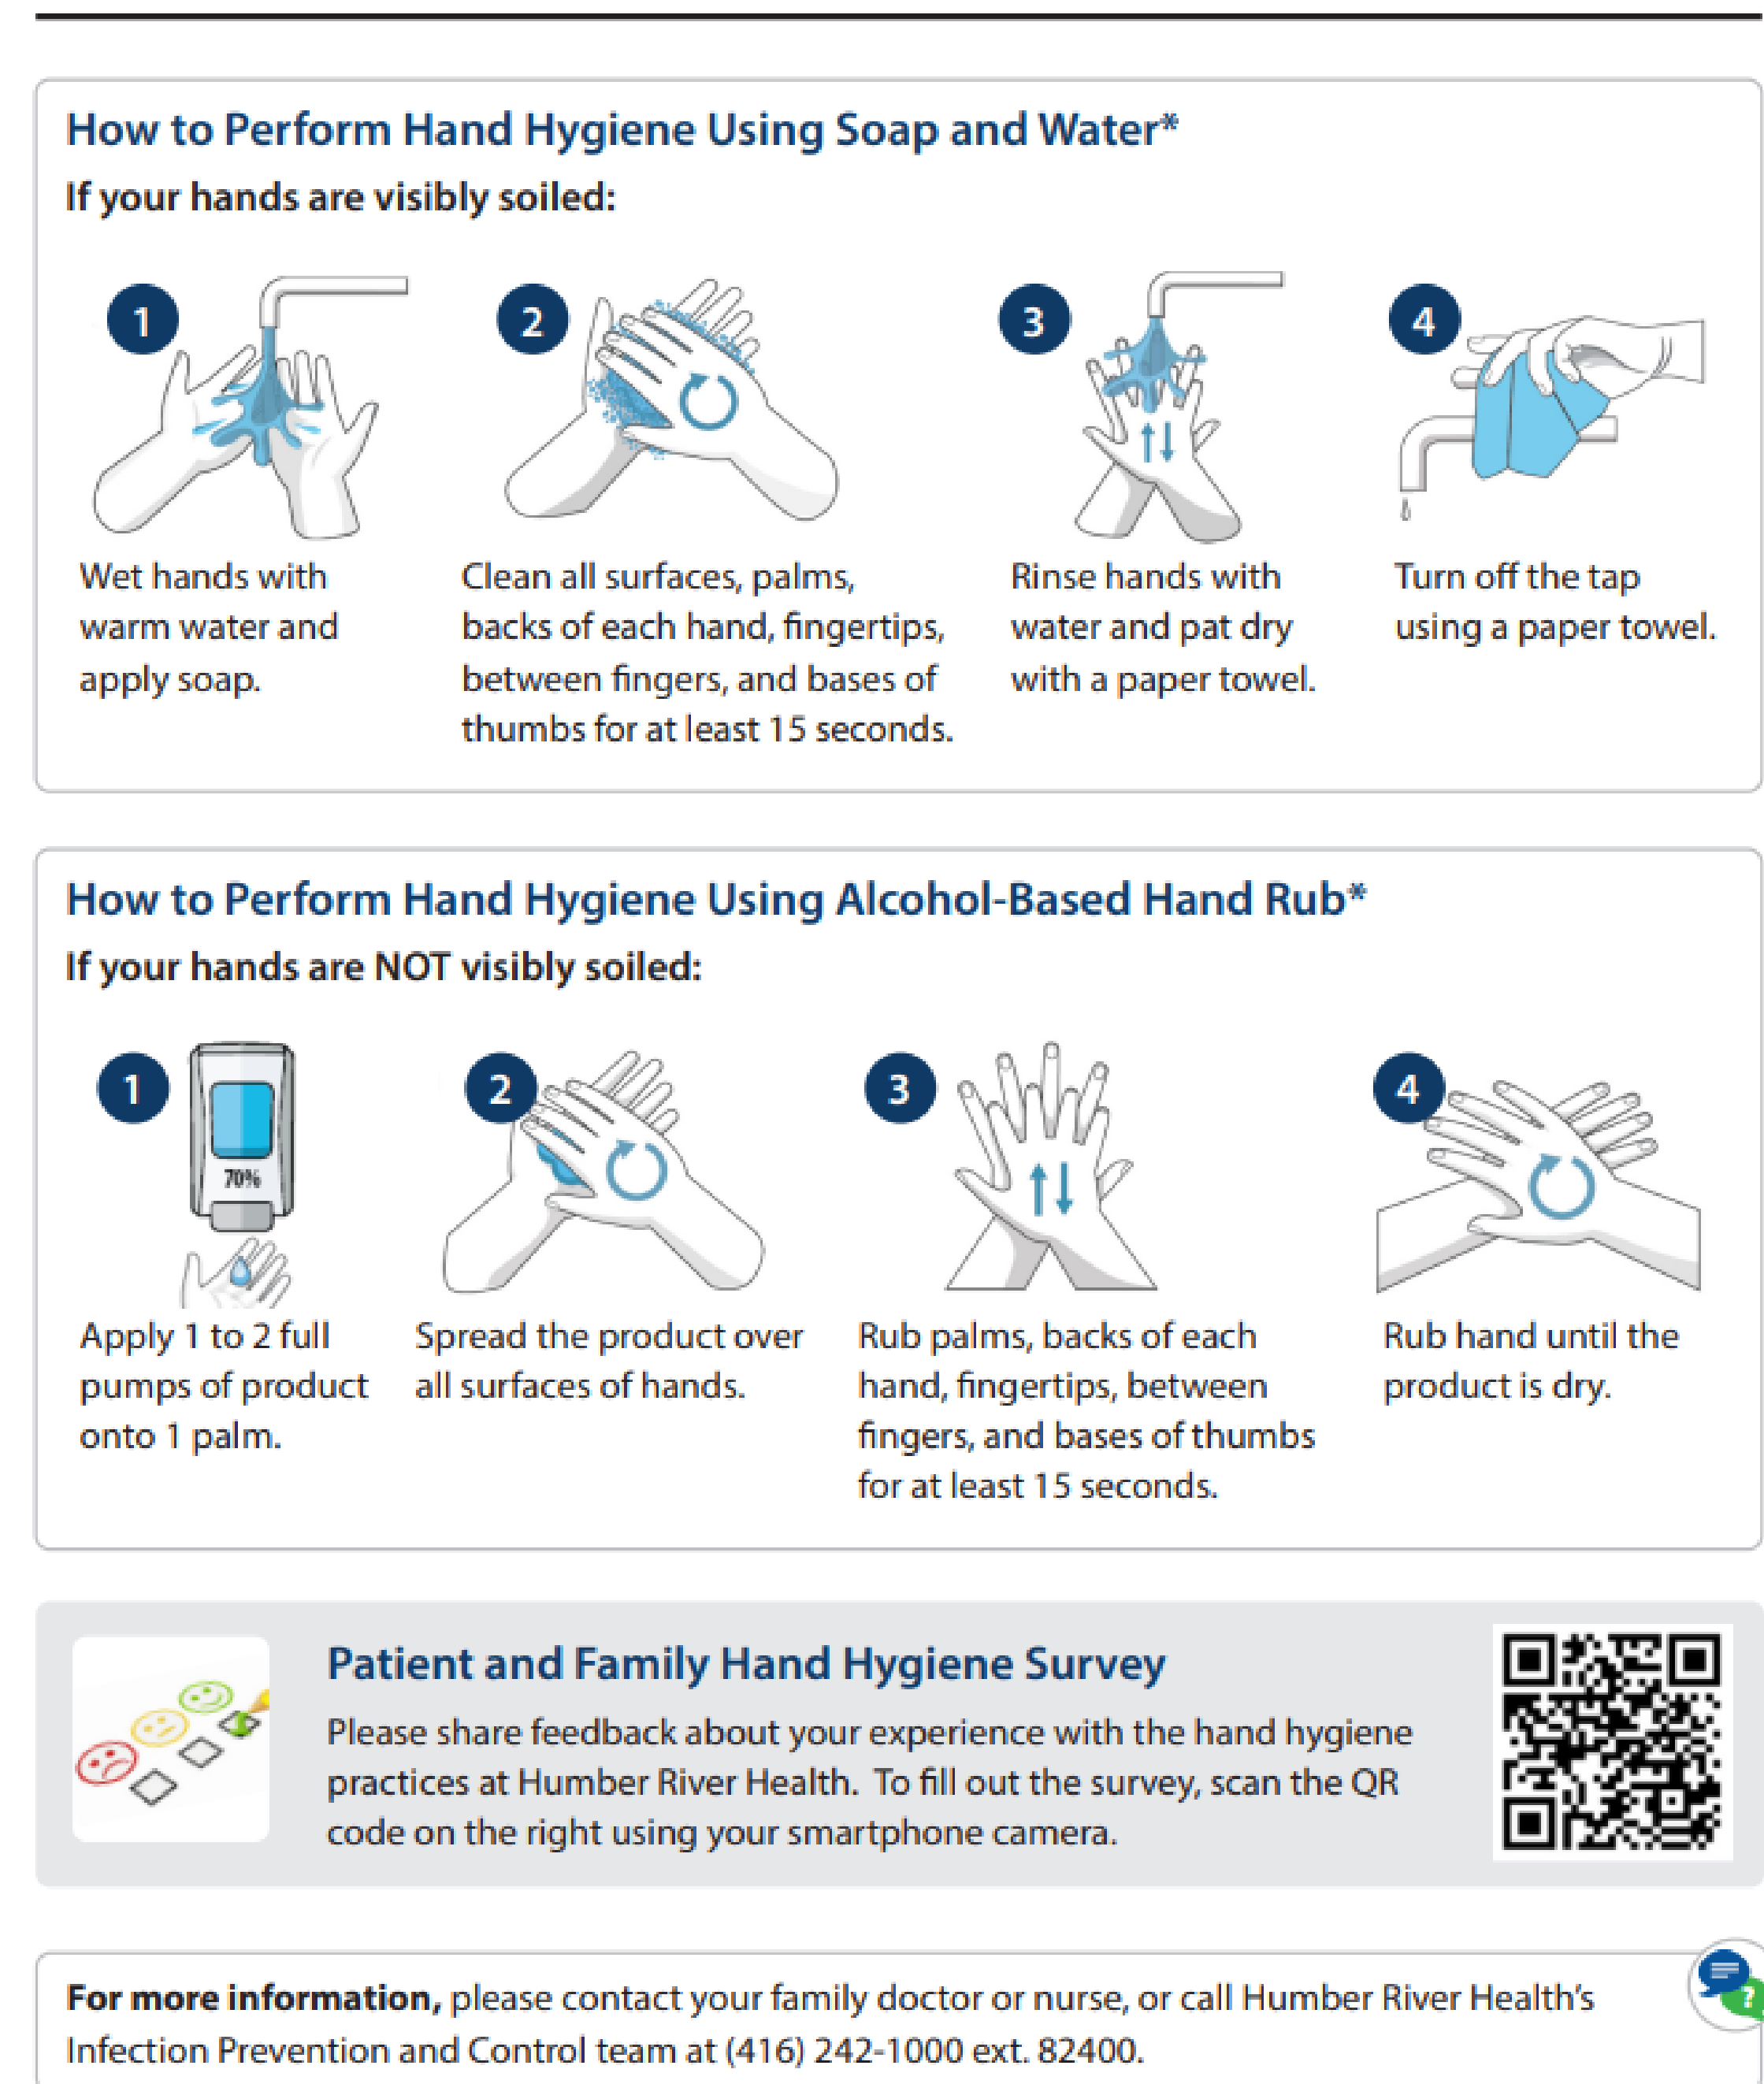 How to Perform Hand Hygiene Using Soap and Water*
If your hands are visibly soiled:
1
Wet hands with
warm water and
apply soap.
2
Clean all surfaces, palms,
backs of each hand, fingertips,
between fingers, and bases of
thumbs for at least 15 seconds.
3
Rinse hands with
water and pat dry
with a paper towel.
4
Turn off the tap
using a paper towel.
How to Perform Hand Hygiene Using Alcohol-Based Hand Rub*
If your hands are NOT visibly soiled:
1
70%
Apply 1 to 2 full
pumps of product
onto 1 palm.
2
Spread the product over
all surfaces of hands.
3
Rub palms, backs of each
hand, fingertips, between
fingers, and bases of thumbs
for at least 15 seconds.
4
Rub hand until the
product is dry.
Patient and Family Hand Hygiene Survey
Please share feedback about your experience with the hand hygiene
practices at Humber River Health. To fill out the survey, scan the QR
code on the right using your smartphone camera.
For more information, please contact your family doctor or nurse, or call Humber River Health's
Infection Prevention and Control team at (416) 242-1000 ext. 82400.
?